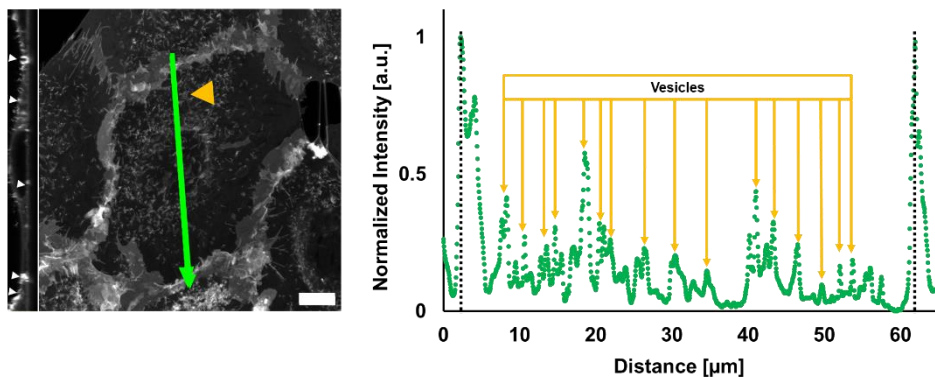 1
Vesicles
0.5
0
Normalized Intensity [a.u.]
0 10 20 30 40 50 60
Distance [µm]